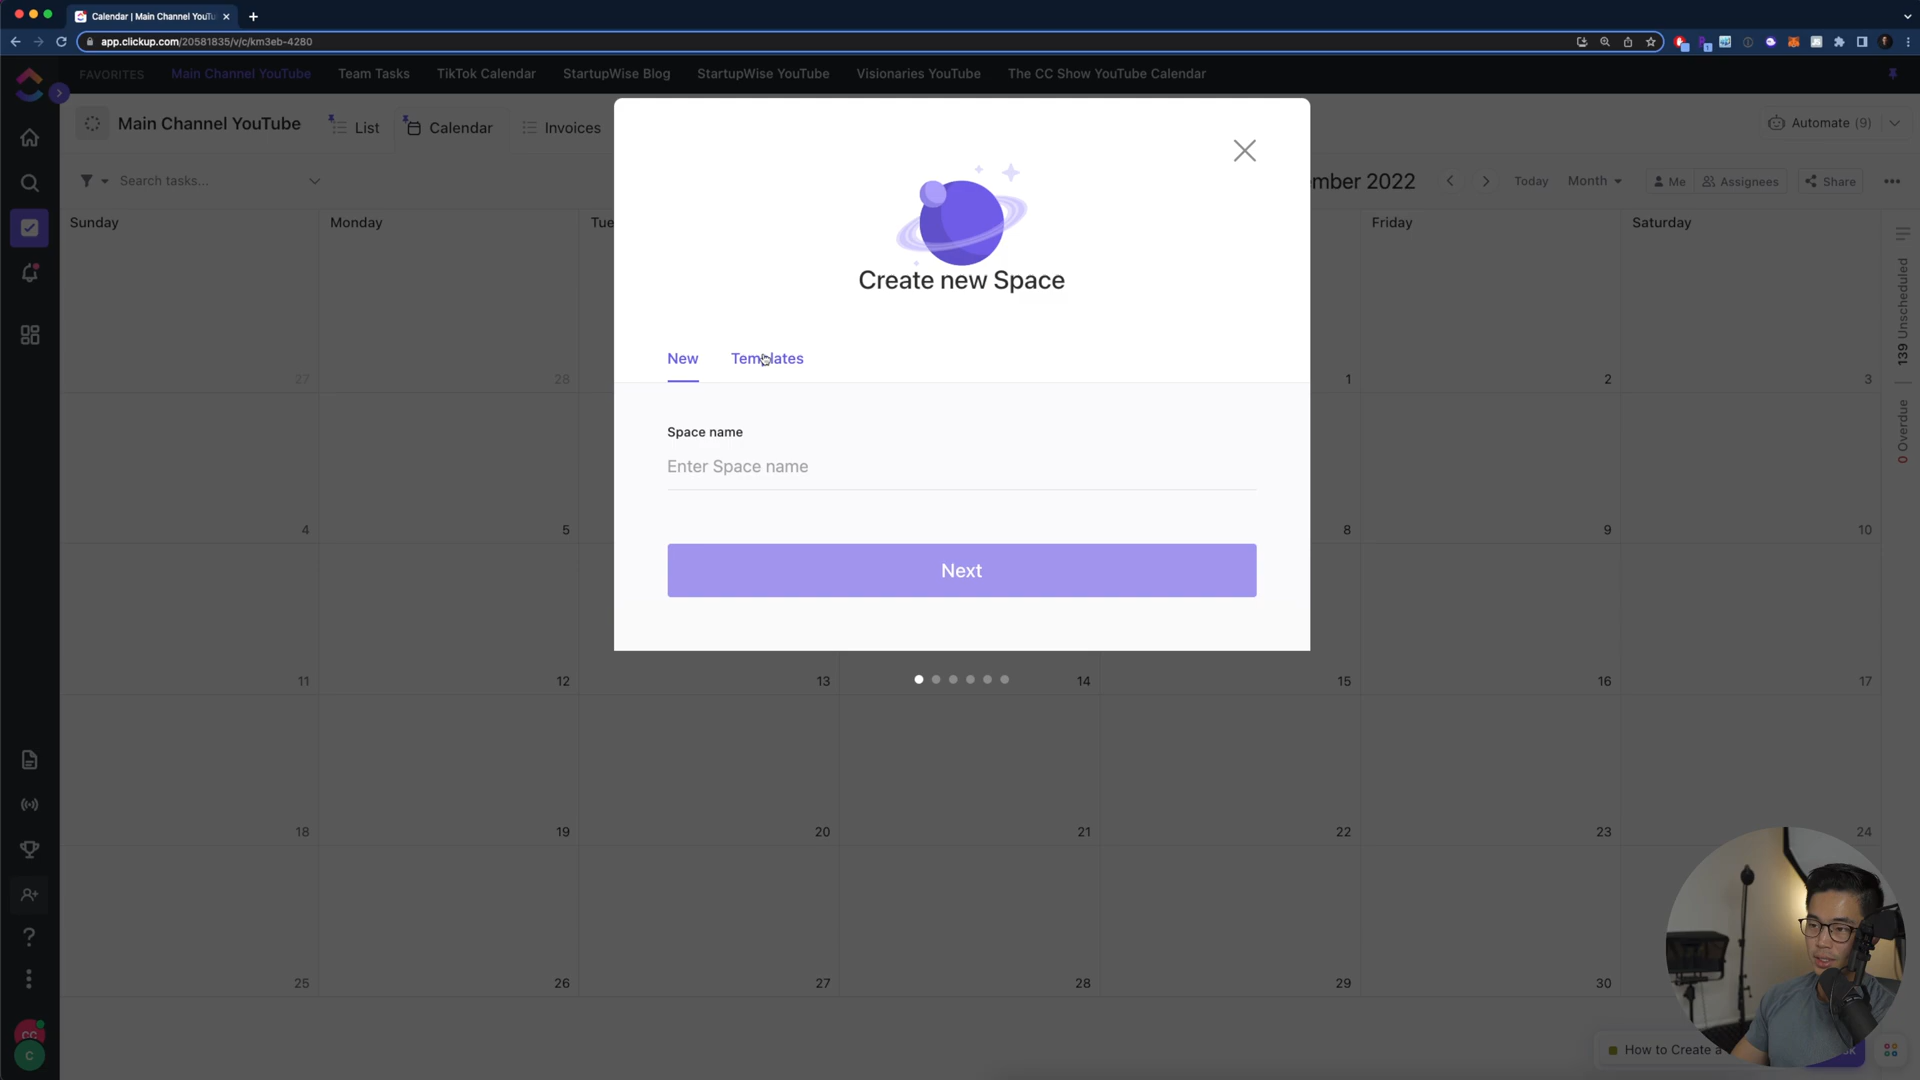 Calendar | Main Channel YouTu
app.clickup.com/20581835/v/c/km3eb-4280
FAVORITES Main Channel YouTube Team Tasks TikTok Calendar StartupWise Blog StartupWise YouTube Visionaries YouTube The CC Show YouTube Calendar
Main Channel YouTube List Calendar Invoices Automate (9)
Search tasks... mber 2022 Today Month Me Assignees Share
Sunday Monday Tue Friday Saturday
Create new Space
New Templates
Space name
Enter Space name
Next
139 Unscheduled
0 Overdue
27 28 1 2 3
4 5 8 9 10
11 12 13 14 15 16 17
18 19 20 21 22 23 24
25 26 27 28 29 30
CC
C
How to Create a